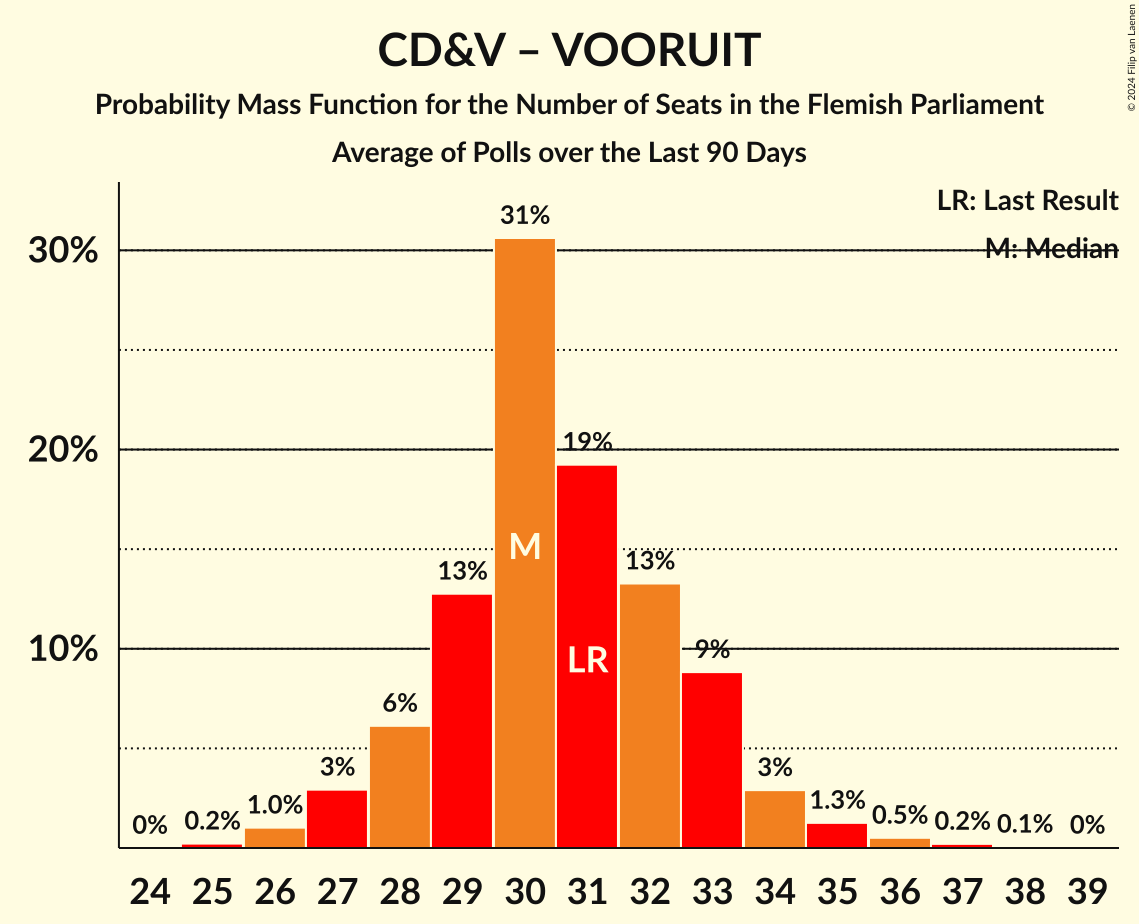 CD&V – VOORUIT
Probability Mass Function for the Number of Seats in the Flemish Parliament
Average of Polls over the Last 90 Days
© 2024 Filip van Laenen
LR: Last Result
M: Median
30%
20%
10%
0%
0.2%
1.0%
3%
6%
13%
31%
19%
13%
9%
3%
1.3%
0.5%
0.2%
0.1%
0%
M
LR
24 25 26 27 28 29 30 31 32 33 34 35 36 37 38 39